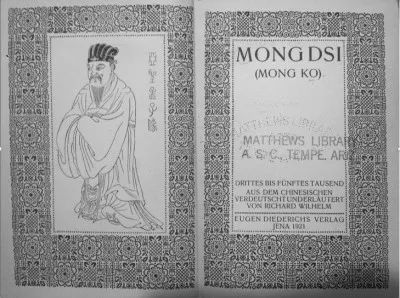 MONG DSI
(MONG KO)
MATTHEWS LIBRARY
A. S. C., TEMPE. ARIZ
DRITTES BIS FÜNFTES TAUSEND
AUS DEM CHINESISCHEN
VERDEUTSCHT UND ERLÄUTERT
VON RICHARD WILHELM
EUGEN DIEDERICHS VERLAG
JENA 1921